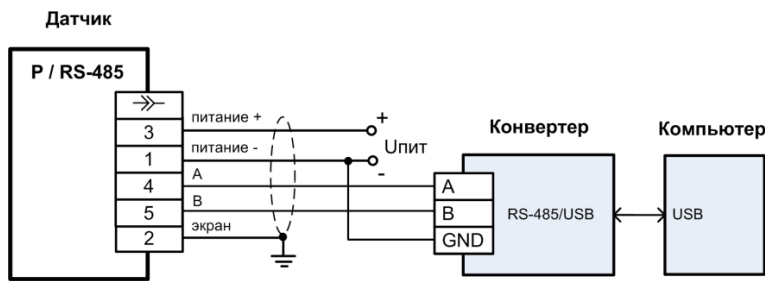 Датчик
P / RS-485
3
питание +
+
1
питание -
Uпит
-
4
A
5
B
2
экран
Конвертер
A
B
GND
RS-485/USB
Компьютер
USB